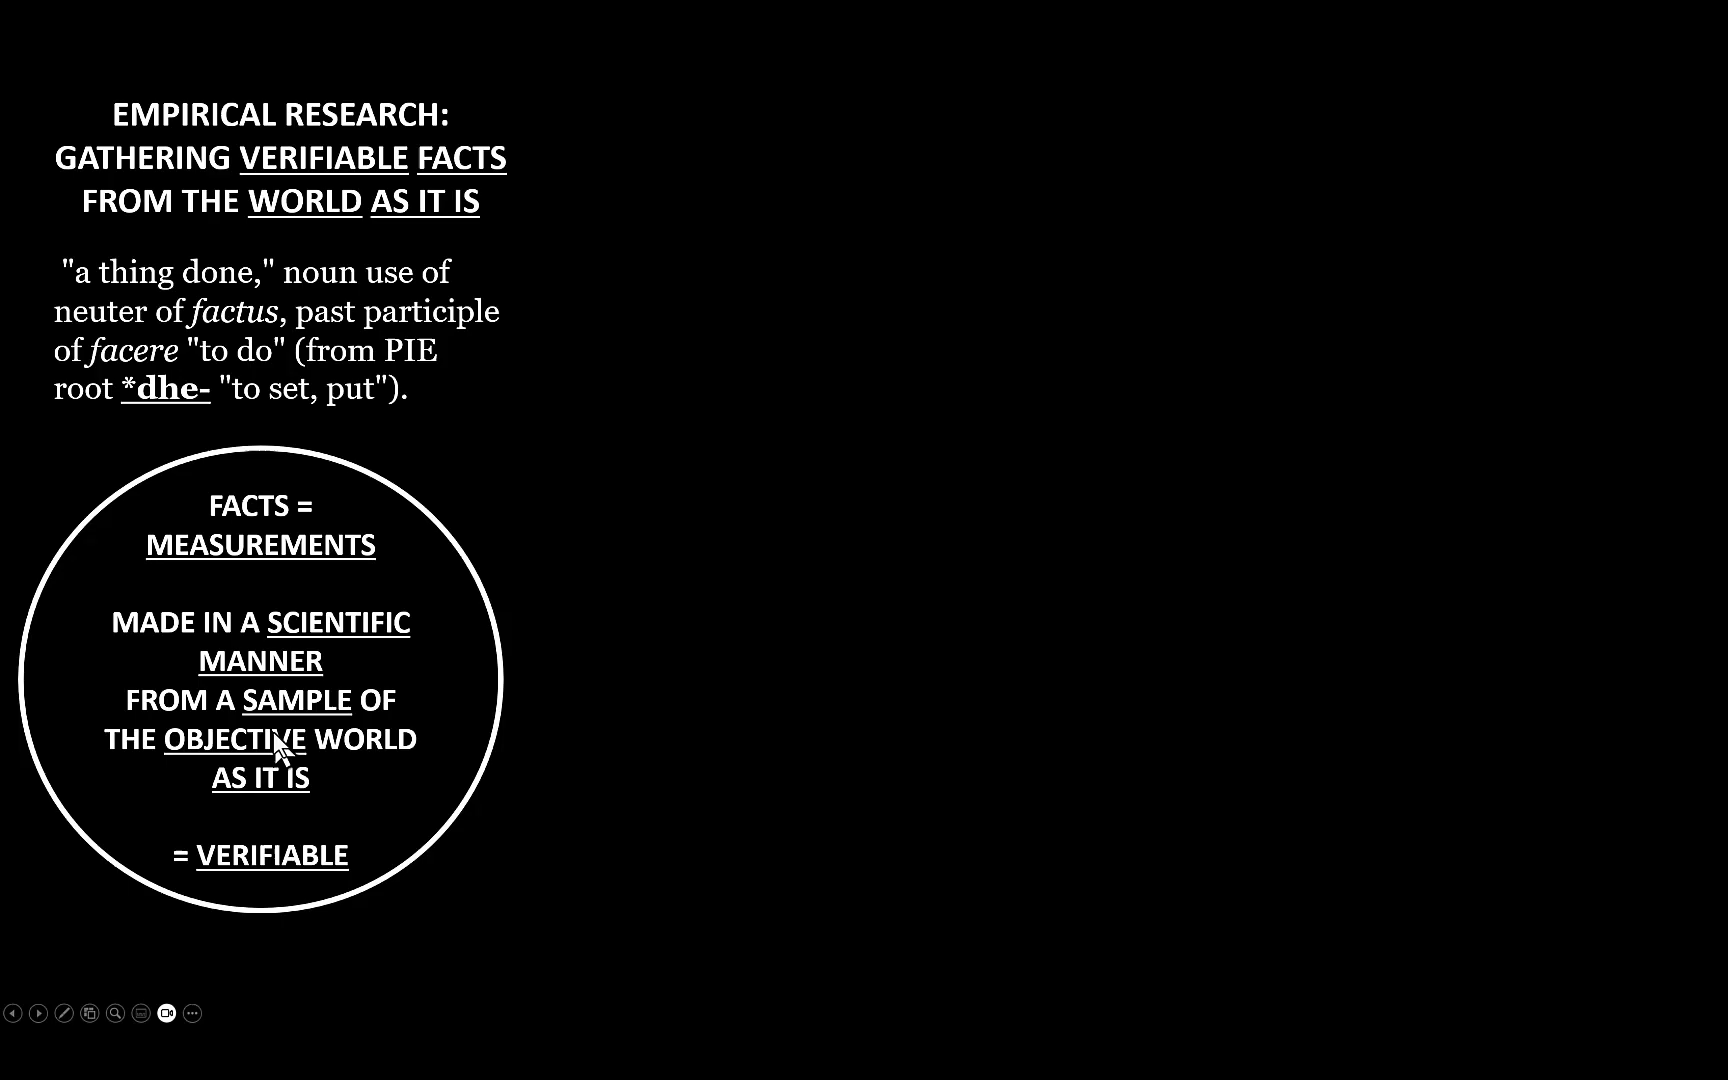 EMPIRICAL RESEARCH:
GATHERING VERIFIABLE FACTS
FROM THE WORLD AS IT IS
"a thing done," noun use of
neuter of factus, past participle
of facere "to do" (from PIE
root *dhe- "to set, put").
FACTS =
MEASUREMENTS
MADE IN A SCIENTIFIC
MANNER
FROM A SAMPLE OF
THE OBJECTIVE WORLD
AS IT IS
= VERIFIABLE